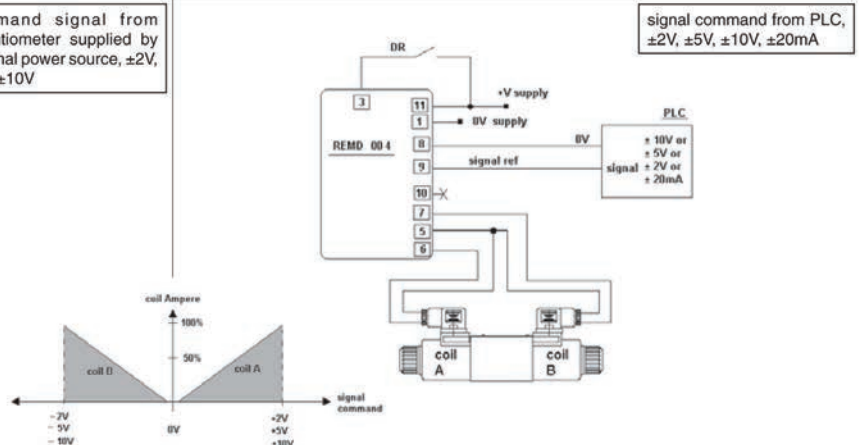 mand signal from
tiometer supplied by
nal power source, ±2V,
±10V
signal command from PLC,
±2V, ±5V, ±10V, ±20mA
DR
3
11
+V supply
1
0V supply
PLC
REMD 004
8
0V
± 10V or
± 5V or
9
signal ref
signal ± 2V or
± 20mA
10
7
5
6
coil Ampere
100%
50%
coil B
coil A
signal
command
-2V
- 5V
- 10V
0V
+2V
+5V
+10V
coil
A
coil
B